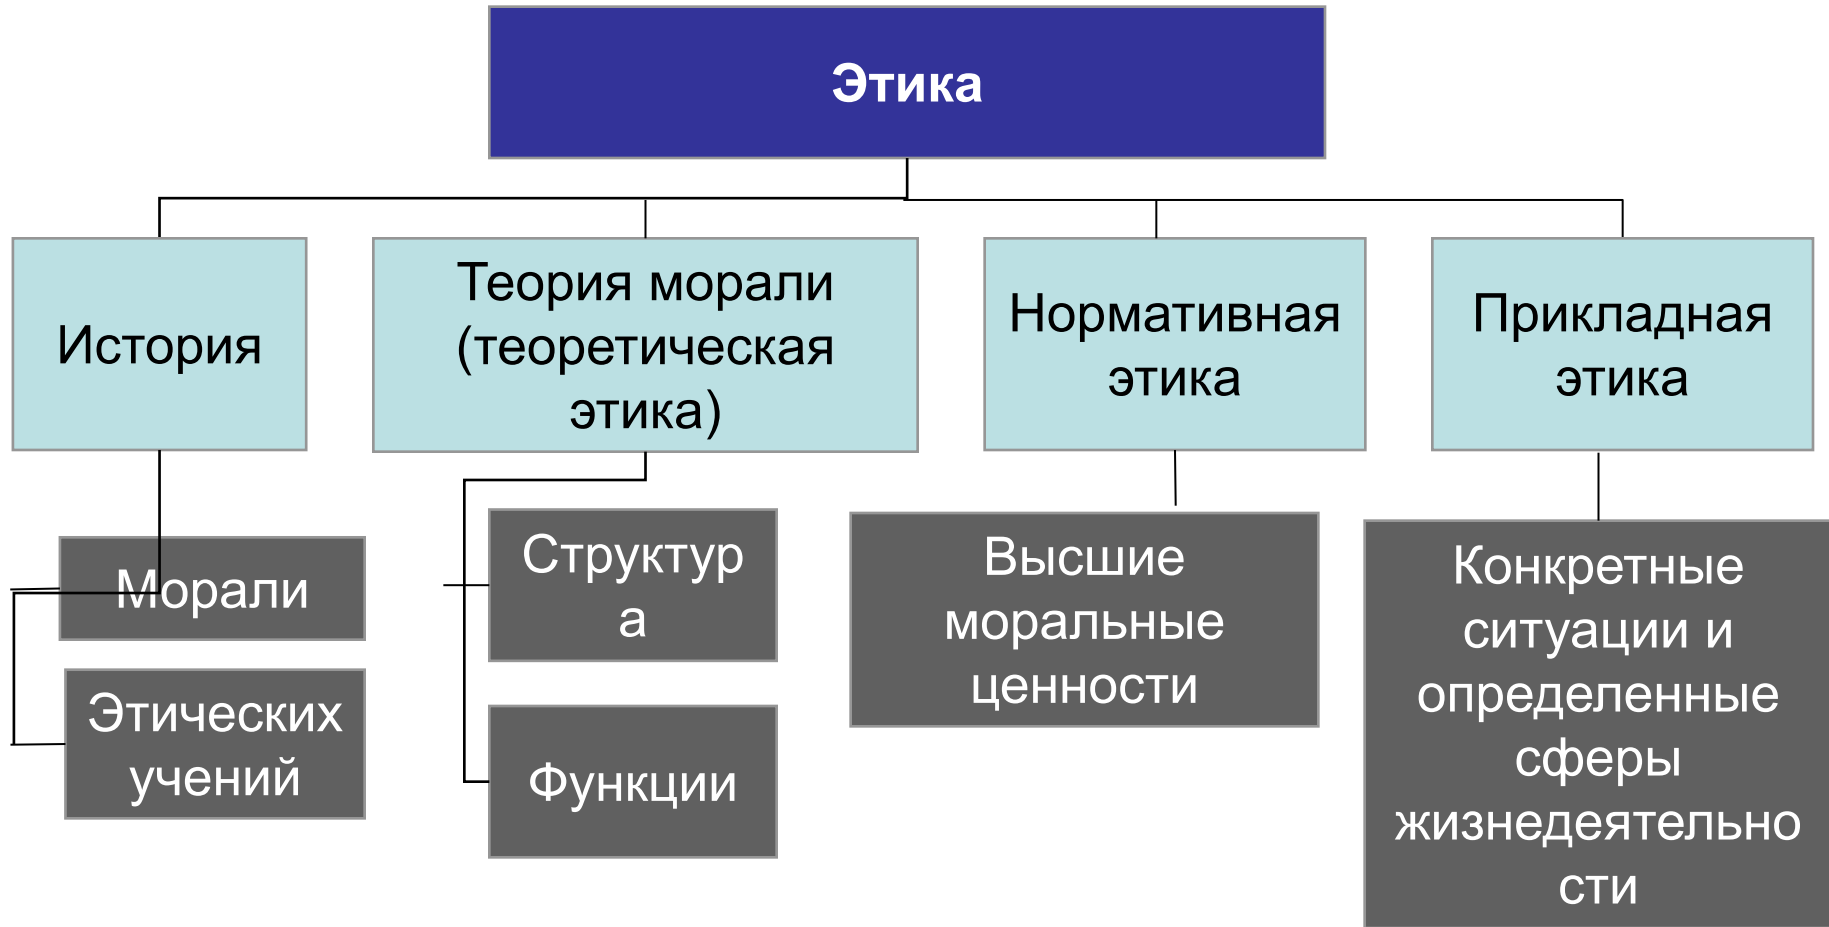 Этика
История
Теория морали
(теоретическая
этика)
Нормативная
этика
Прикладная
этика
Морали
Этических
учений
Структур
а
Функции
Высшие
моральные
ценности
Конкретные
ситуации и
определенные
сферы
жизнедеятельно
сти